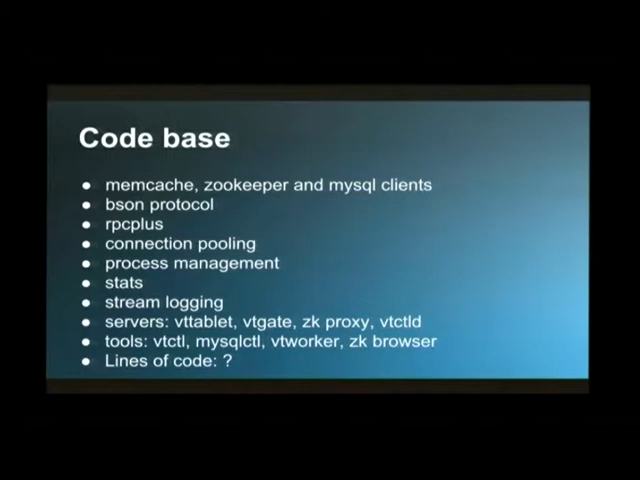 Code base
● memcache, zookeeper and mysql clients
● bson protocol
● rpcplus
● connection pooling
● process management
● stats
● stream logging
● servers: vttablet, vtgate, zk proxy, vtctld
● tools: vtctl, mysqlctl, vtworker, zk browser
● Lines of code: ?